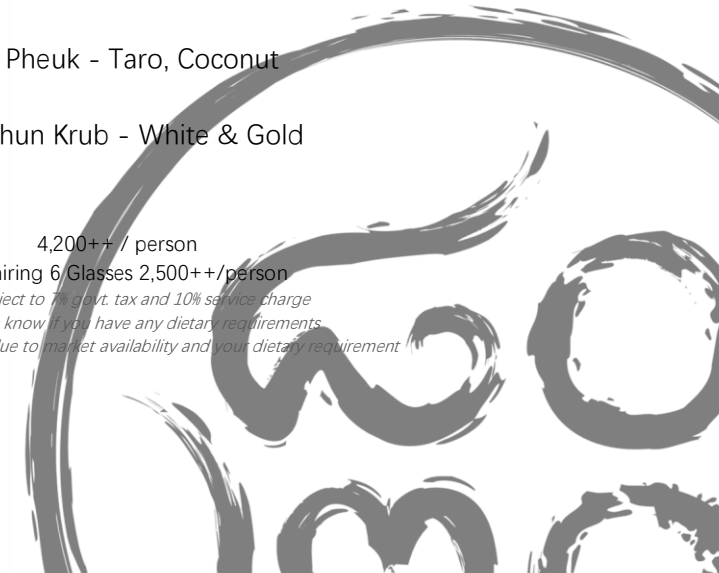 Pheuk - Taro, Coconut
hun Krub - White & Gold
4,200++ / person
iring 6 Glasses 2,500++/person
ject to 7% govt. tax and 10% service charge
know if you have any dietary requirements
ue to market availability and your dietary requirement